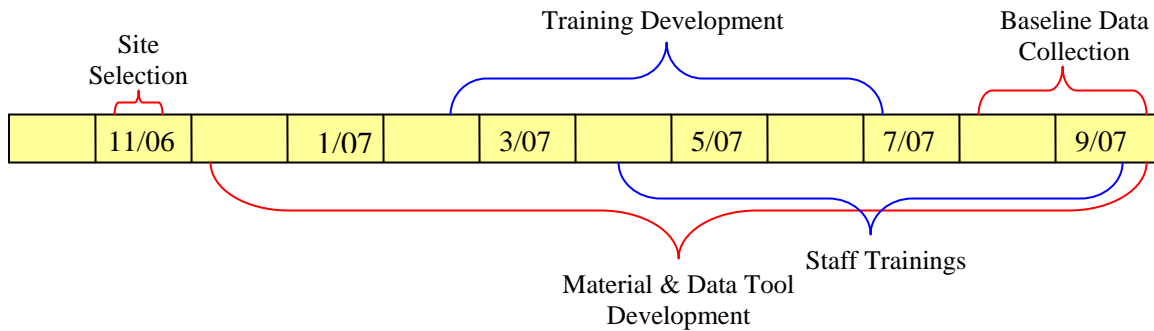 Training Development
Baseline Data
Collection
Site
Selection
11/06 1/07 3/07 5/07 7/07 9/07
Staff Trainings
Material & Data Tool
Development